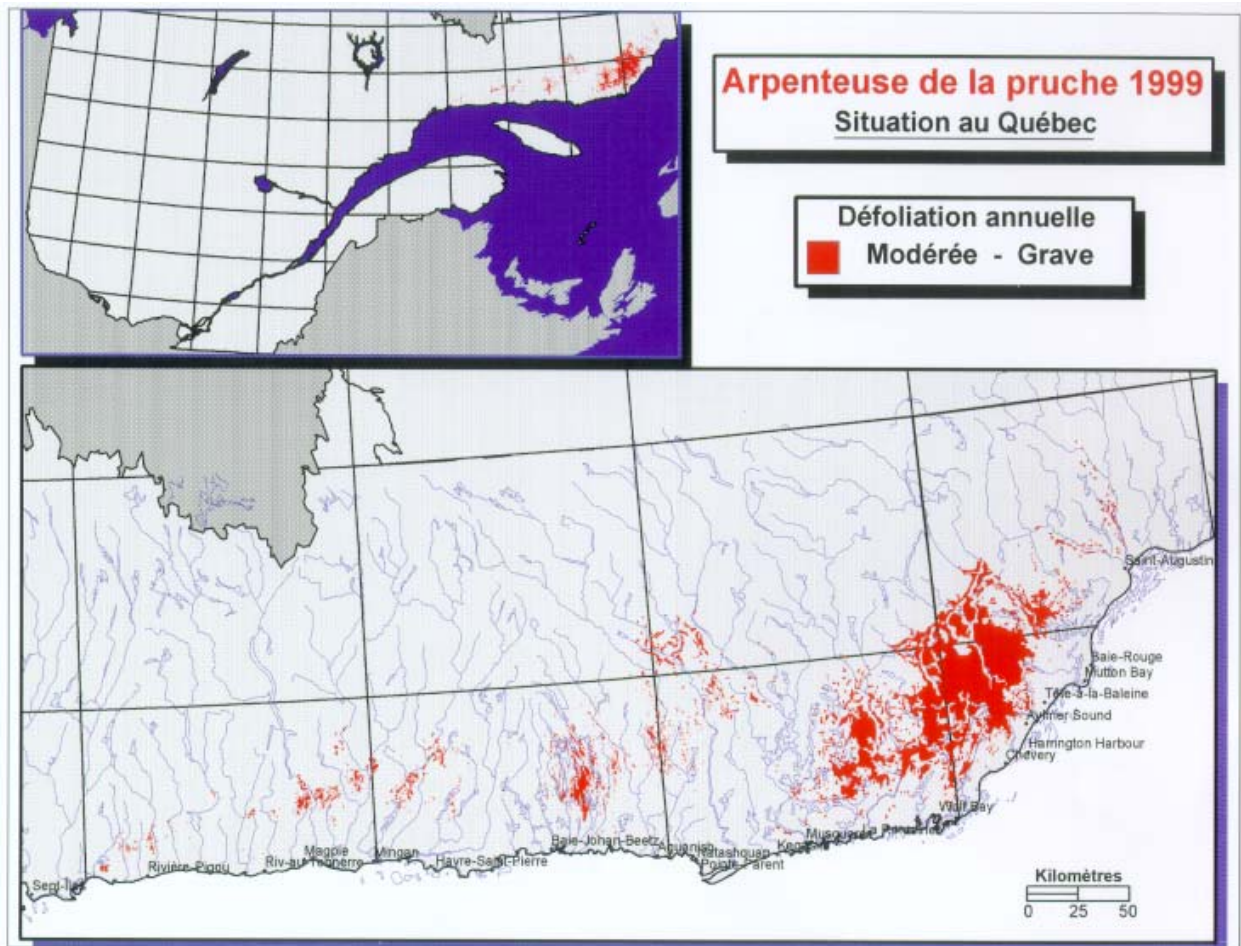 Arpenteuse de la pruche 1999
Situation au Québec
Défoliation annuelle
Modérée - Grave
Saint-Augustin
Baie-Rouge
Mutton Bay
Tête-à-la-Baleine
Aylmer Sound
Harrington Harbour
Chevery
Wolf Bay
Musquaro
Kegaska
Natashquan
Pointe-Parent
Aguanish
Baie-Johan-Beetz
Havre-Saint-Pierre
Mingan
Magpie
Riv-au-Tonnerre
Rivière-Pigou
Sept-Iles
Kilomètres
0 25 50